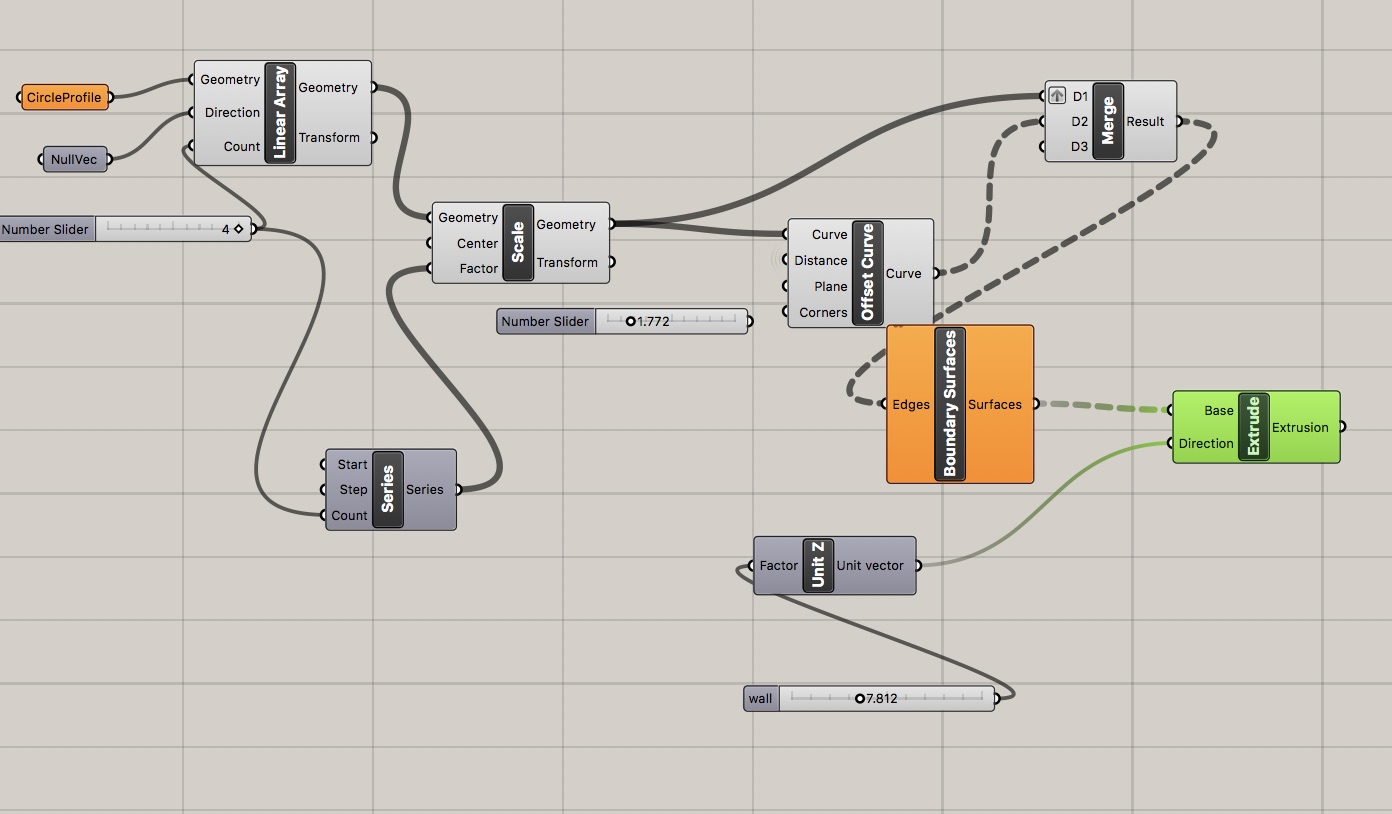 CircleProfile
NullVec
Geometry
Direction
Count
Linear Array
Geometry
Transform
Number Slider
4
Geometry
Center
Factor
Scale
Geometry
Transform
Number Slider
1.772
Curve
Distance
Plane
Corners
Offset Curve
Curve
D1
D2
D3
Merge
Result
Edges
Boundary Surfaces
Surfaces
Base
Direction
Extrude
Extrusion
Start
Step
Count
Series
Series
Factor
Unit Z
Unit vector
wall
7.812